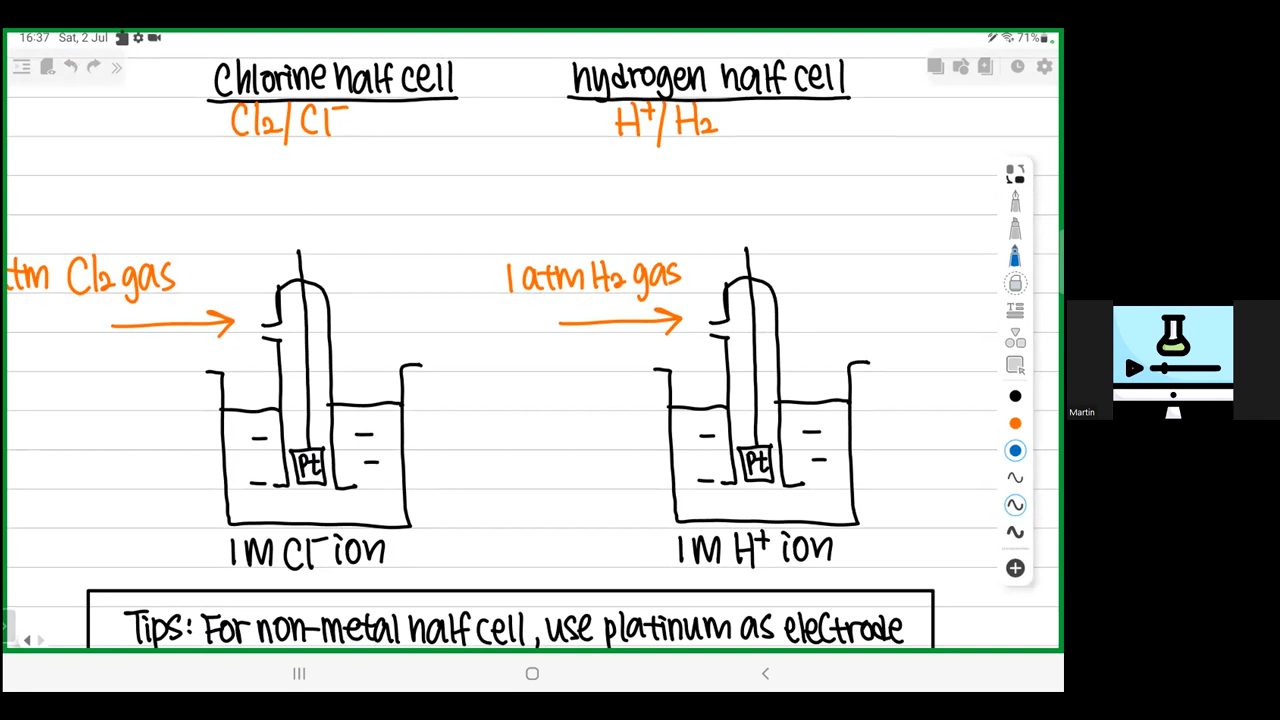 16:37 Sat, 2 Jul 71%
Chlorine half cell
Cl₂/Cl⁻
hydrogen half cell
H⁺/H₂
tm Cl₂ gas
1 atm H₂ gas
Pt
Pt
1M Cl⁻ ion
1M H⁺ ion
Tips: For non-metal half cell, use platinum as electrode
Martin